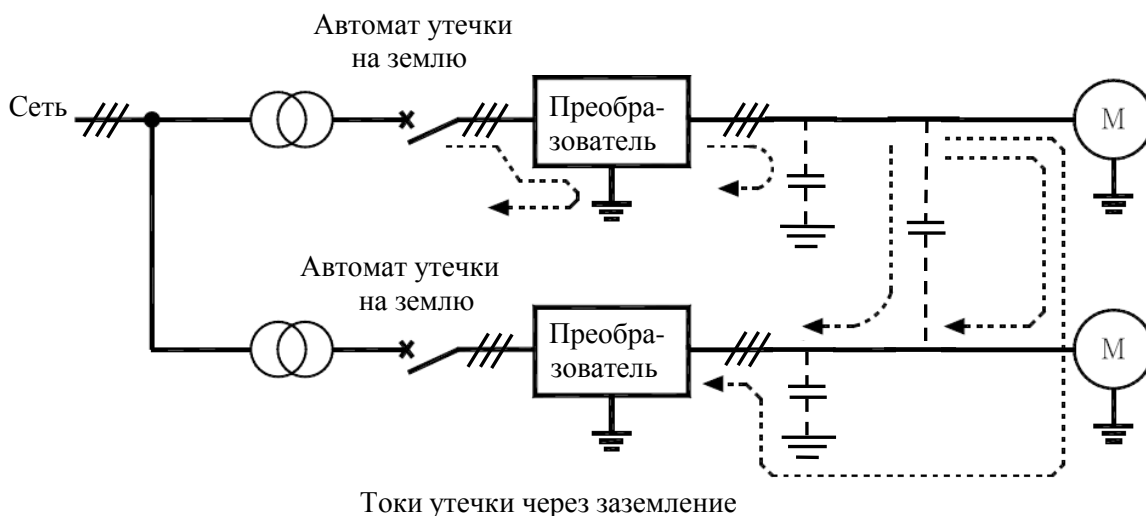 Автомат утечки
на землю
Сеть
Преобра-
зователь
М
Автомат утечки
на землю
Преобра-
зователь
М
Токи утечки через заземление